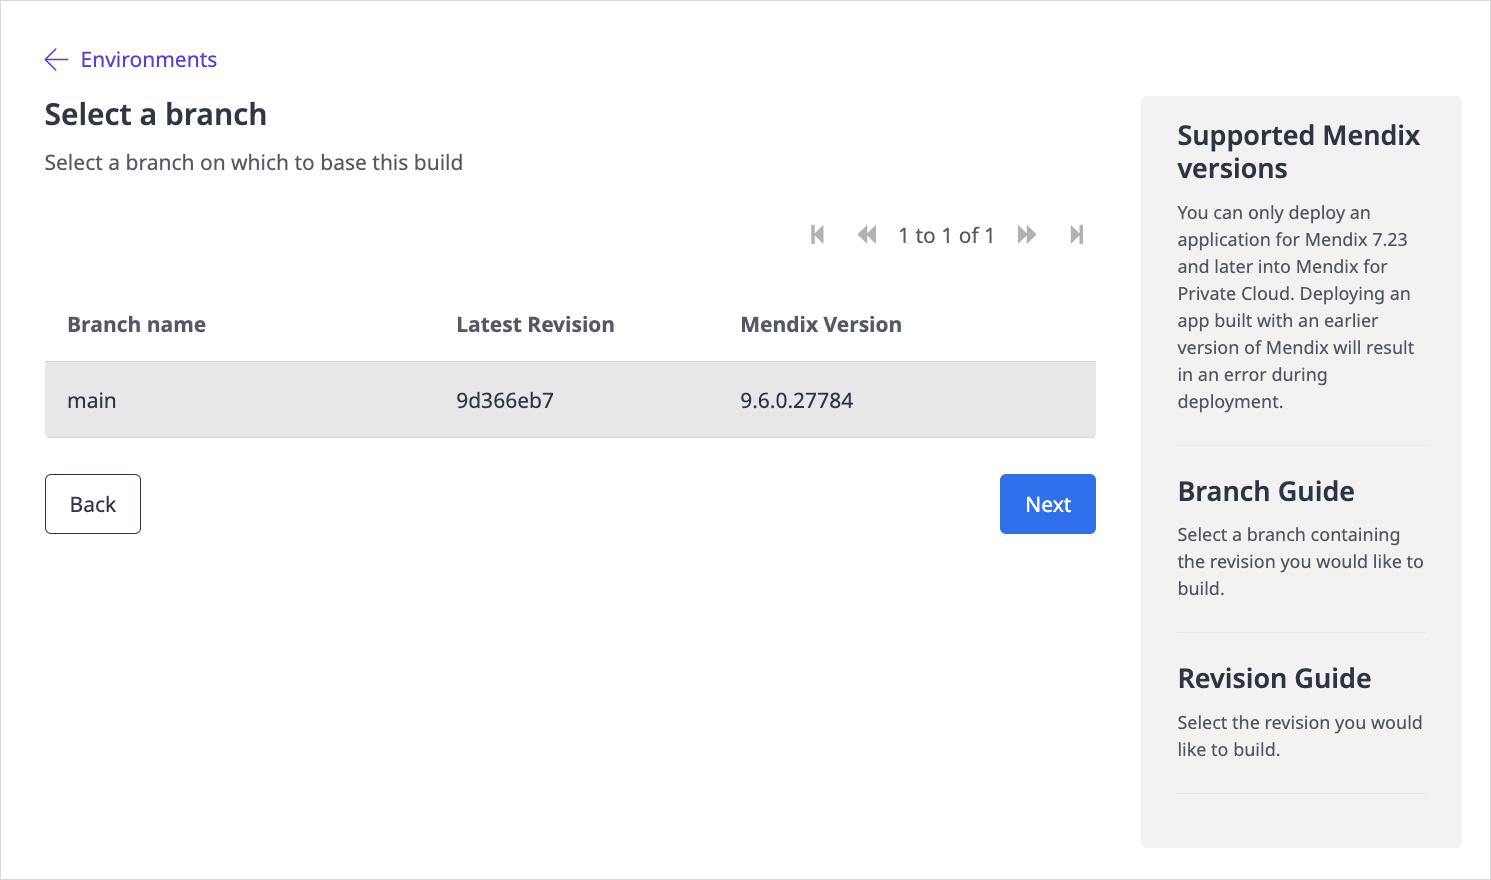 Environments
Select a branch
Select a branch on which to base this build
1 to 1 of 1
Branch name Latest Revision Mendix Version
main 9d366eb7 9.6.0.27784
Back Next
Supported Mendix
versions
You can only deploy an
application for Mendix 7.23
and later into Mendix for
Private Cloud. Deploying an
app built with an earlier
version of Mendix will result
in an error during
deployment.
Branch Guide
Select a branch containing
the revision you would like to
build.
Revision Guide
Select the revision you would
like to build.